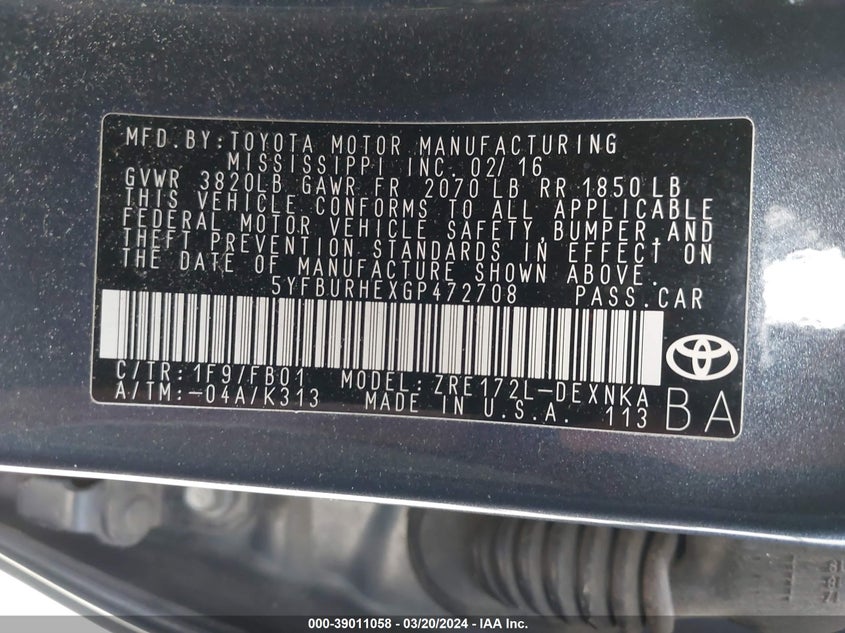 MFD.BY:TOYOTA MOTOR MANUFACTURING
MISSISSIPPI INC. 02/16
GVWR 3820LB GAWR FR 2070 LB RR 1850 LB
THIS VEHICLE CONFORMS TO ALL APPLICABLE
FEDERAL MOTOR VEHICLE SAFETY,BUMPER,AND
THEFT PREVENTION STANDARDS IN EFFECT ON
THE DATE OF MANUFACTURE SHOWN ABOVE.
5YFBURHEXGP472708 PASS.CAR
C/TR:1F9/FB01 MODEL:ZRE172L-DEXNKA
A/TM:-04A/K313 MADE IN U.S.A. 113
BA
000-39011058 — 03/20/2024 — IAA Inc.